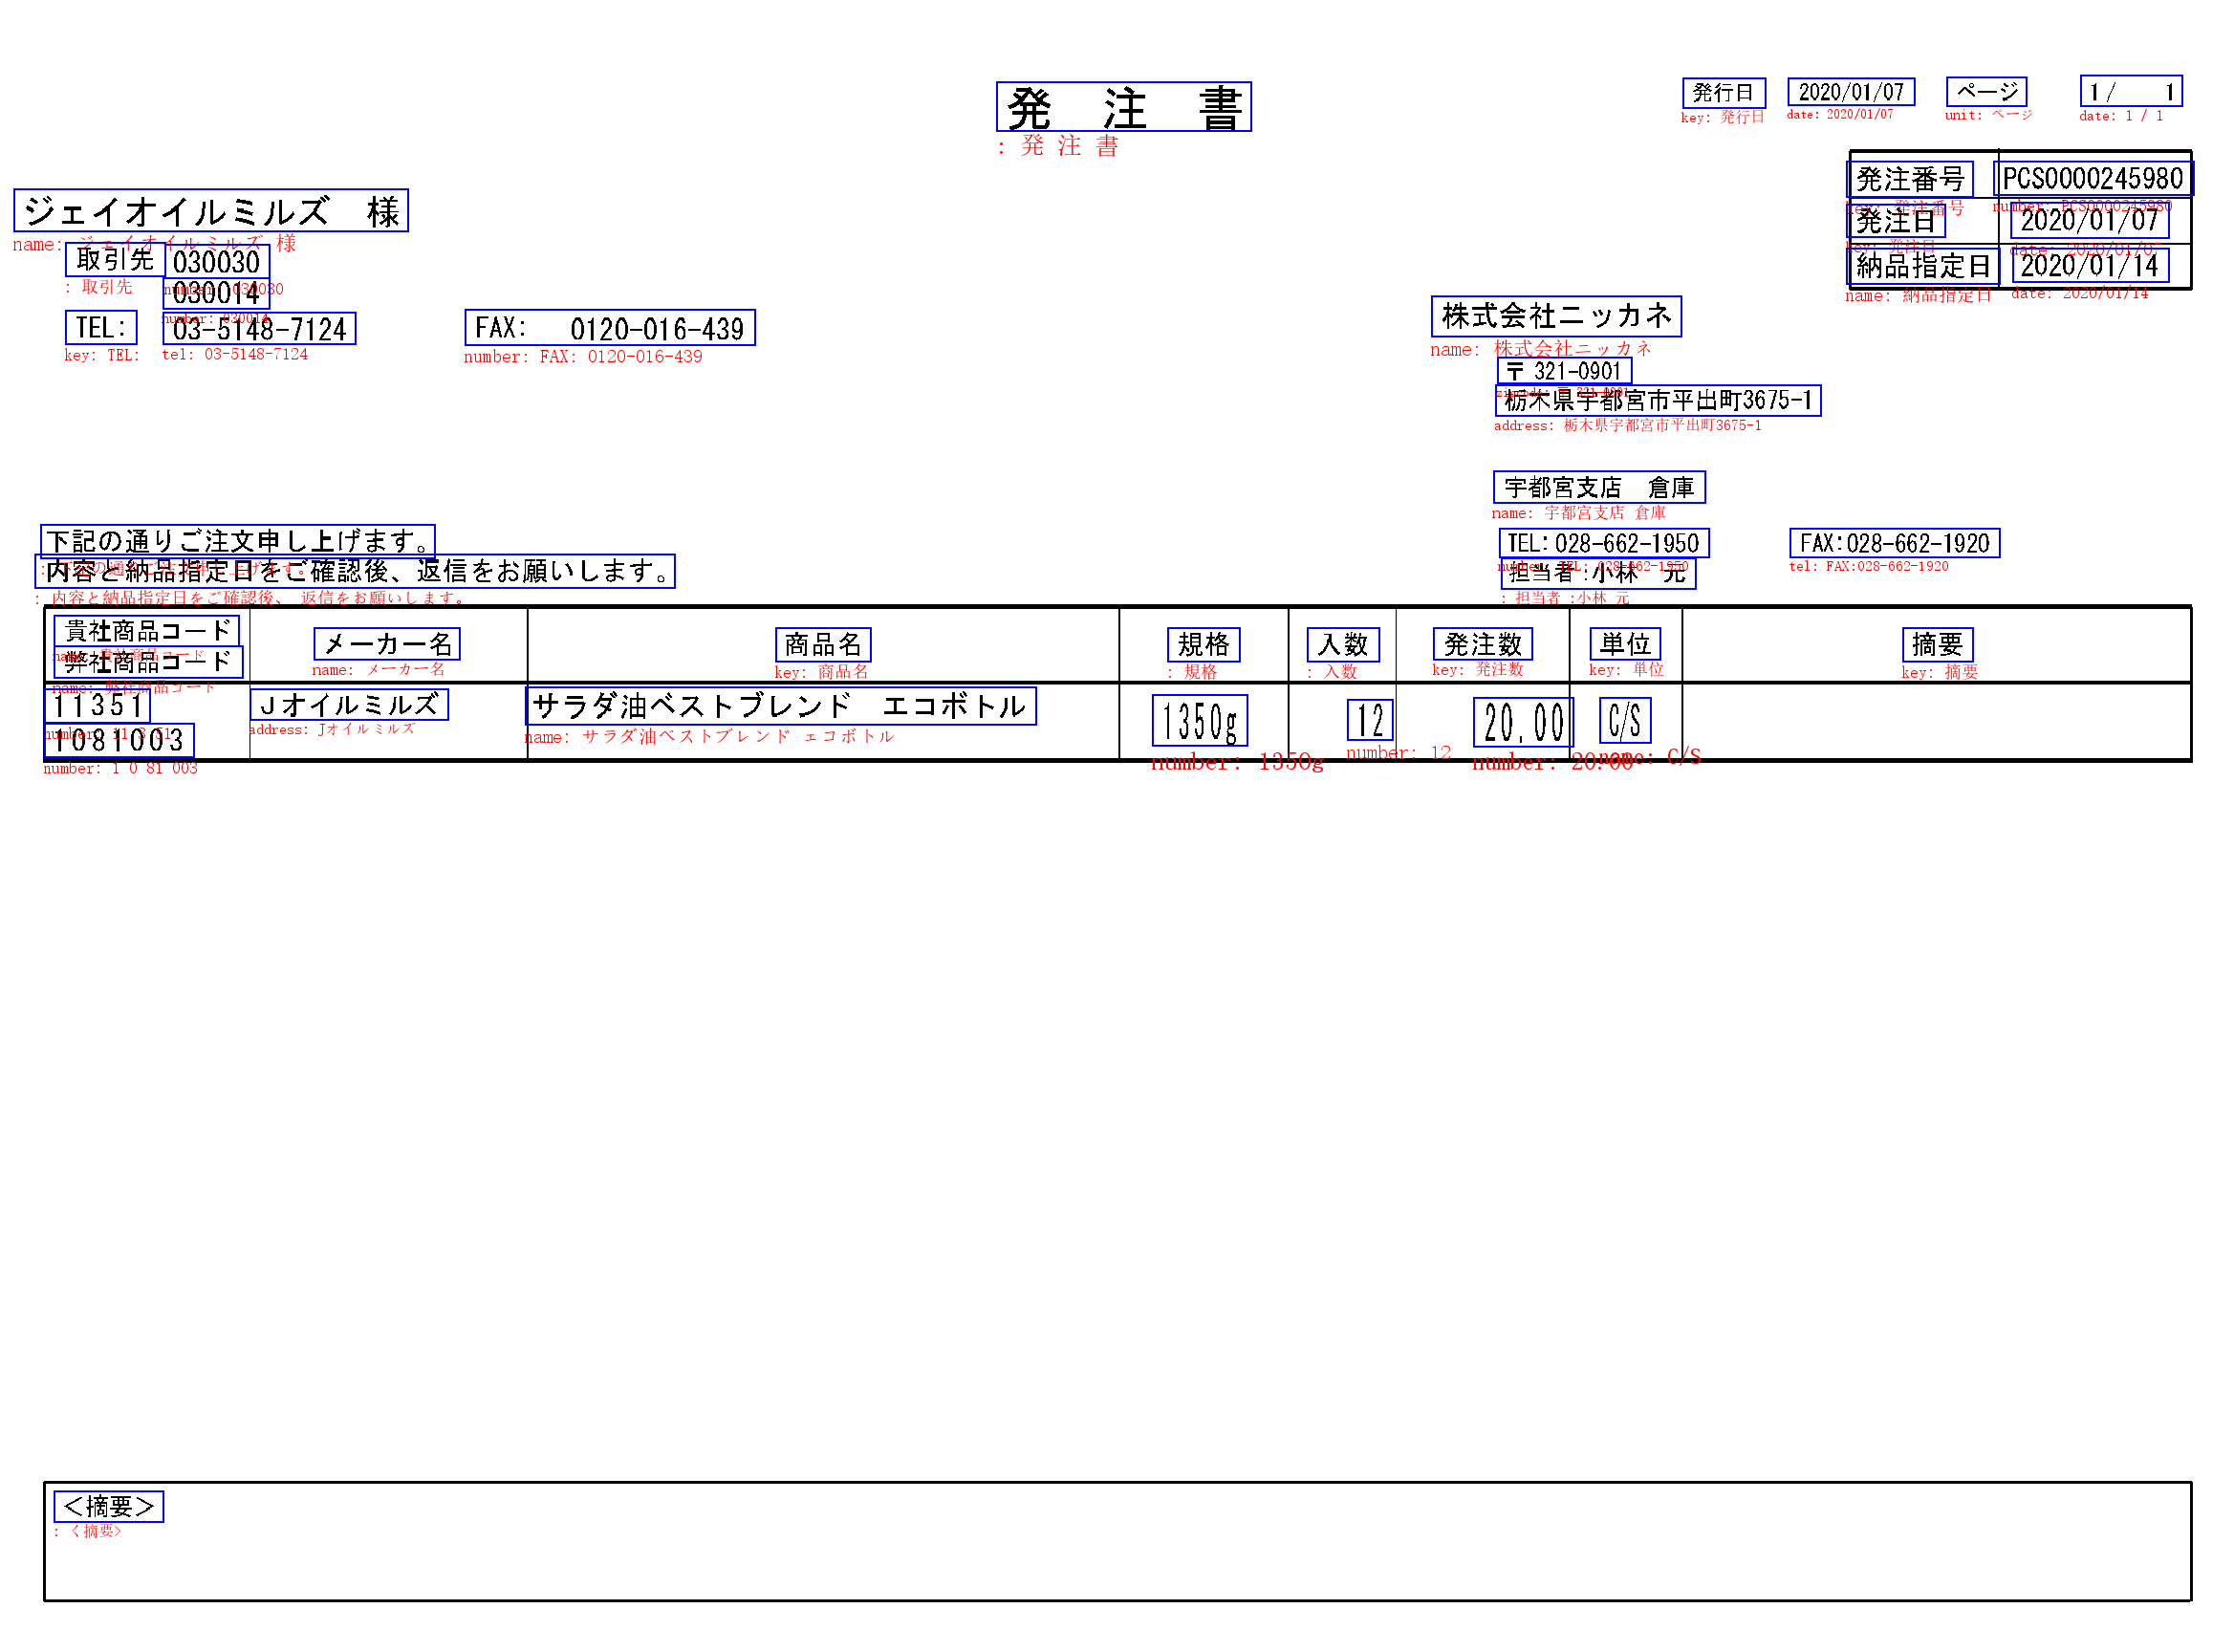 発 注 書
発行日 2020/01/07 ページ 1/ 1
: 発 注 書
key: 発行日 date: 2020/01/07 unit: ページ date: 1 / 1
発注番号 PCS0000245980
key: 発注番号 number: PCS0000245980
発注日 2020/01/07
key: 発注日 date: 2020/01/07
納品指定日 2020/01/14
name: 納品指定日 date: 2020/01/14
ジェイオイルミルズ 様
name: ジェイオイルミルズ 様
取引先 030030
: 取引先 number: 030030
030014
number: 030014
TEL: 03-5148-7124 FAX: 0120-016-439
key: TEL: tel: 03-5148-7124 number: FAX: 0120-016-439
株式会社ニッカネ
name: 株式会社ニッカネ
〒 321-0901
zipcode: 〒 321-0901
栃木県宇都宮市平出町3675-1
address: 栃木県宇都宮市平出町3675-1
宇都宮支店 倉庫
name: 宇都宮支店 倉庫
TEL:028-662-1950 FAX:028-662-1920
number: TEL: 028-662-1950 tel: FAX:028-662-1920
担当者:小林 元
: 担当者 :小林 元
下記の通りご注文申し上げます。
: 下記の通りご注文申し上げます。
内容と納品指定日をご確認後、返信をお願いします。
: 内容と納品指定日をご確認後、 返信をお願いします。
貴社商品コード メーカー名 商品名 規格 入数 発注数 単位 摘要
name: 貴社商品コード name: メーカー名 key: 商品名 : 規格 : 入数 key: 発注数 key: 単位 key: 摘要
弊社商品コード
name: 弊社商品コード
11351 Jオイルミルズ サラダ油ベストブレンド エコボトル 1350g 12 20.00 C/S
number: 11 3 51 address: Jオイルミルズ name: サラダ油ベストブレンド エコボトル number: 1350g number: 12 number: 20.00 name: C/S
1081003
number: 1 0 81 003
＜摘要＞
: <摘要>